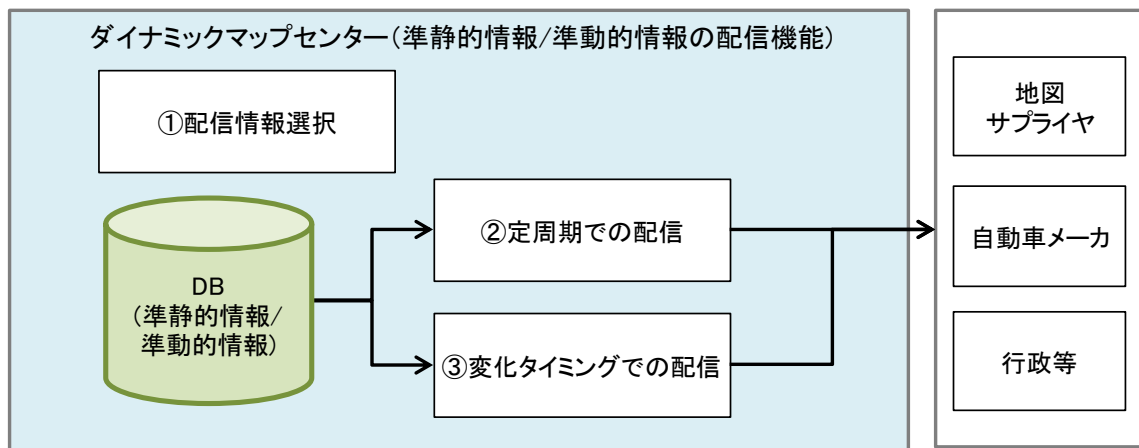 ダイナミックマップセンター(準静的情報/準動的情報の配信機能)
①配信情報選択
DB
(準静的情報/
準動的情報)
②定周期での配信
③変化タイミングでの配信
地図
サプライヤ
自動車メーカ
行政等